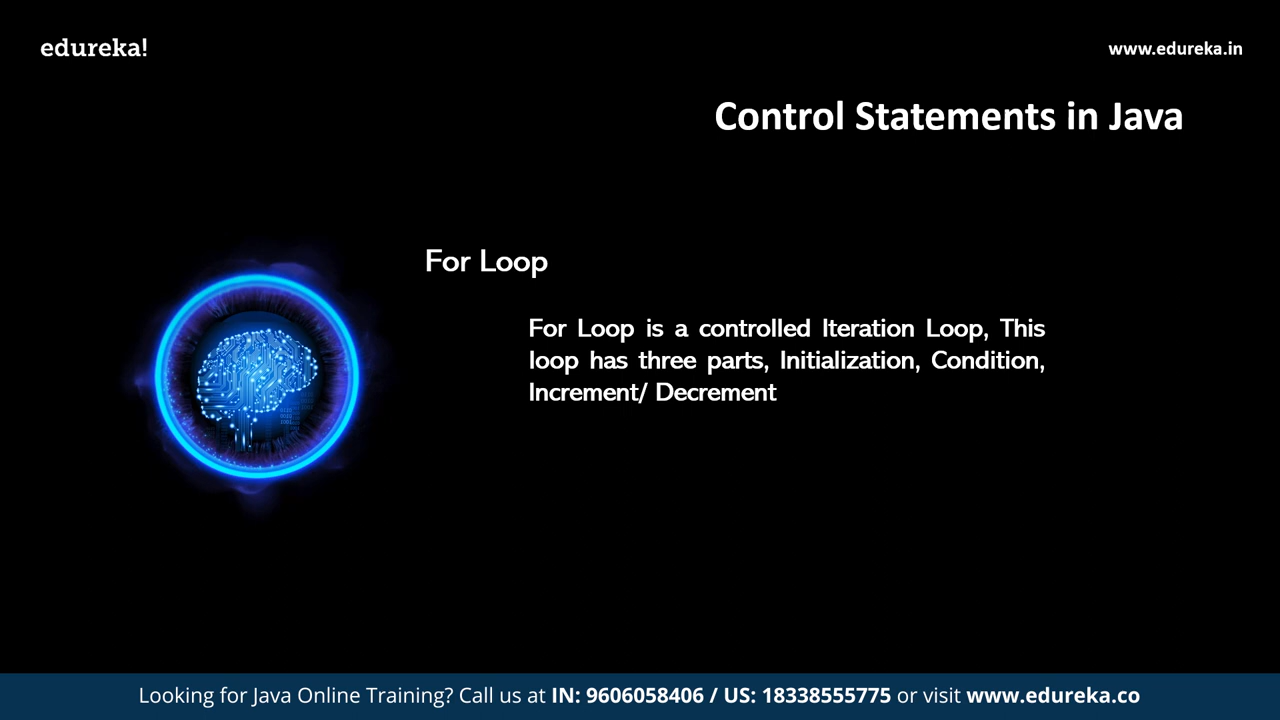 edureka!
www.edureka.in
Control Statements in Java
For Loop
For Loop is a controlled Iteration Loop, This
loop has three parts, Initialization, Condition,
Increment/ Decrement
Looking for Java Online Training? Call us at IN: 9606058406 / US: 18338555775 or visit www.edureka.co